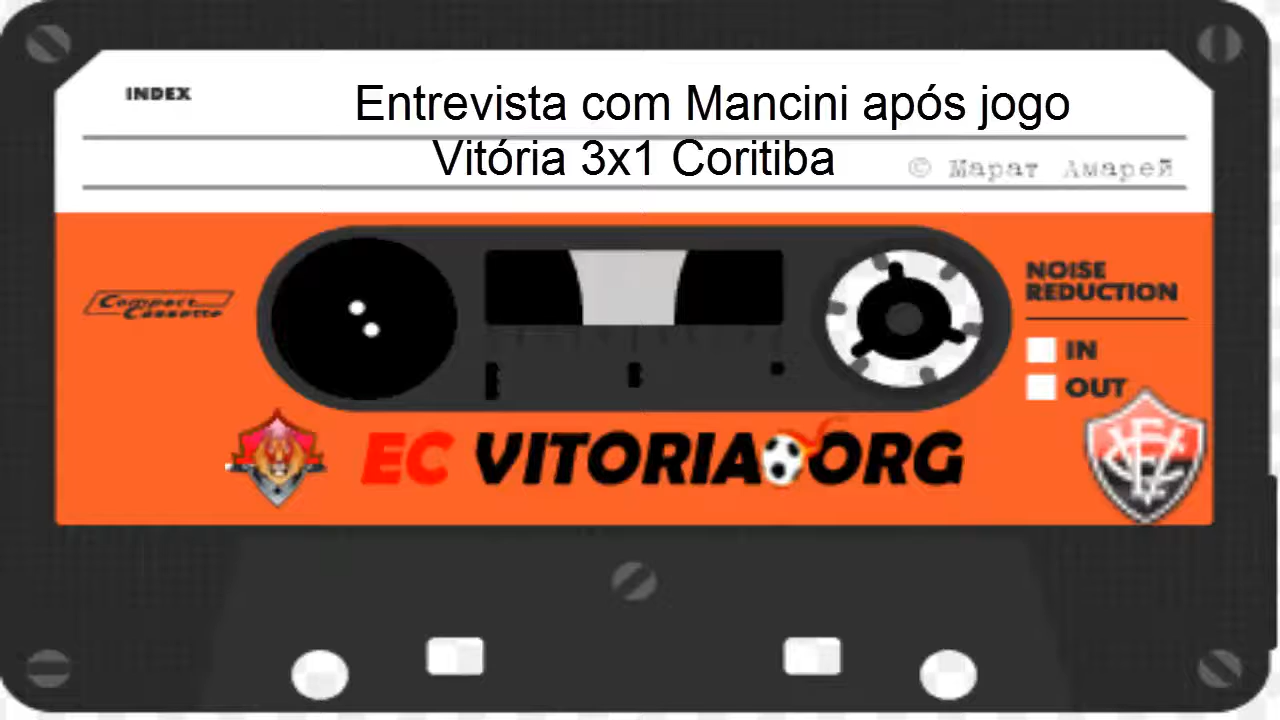 INDEX
Entrevista com Mancini após jogo
Vitória 3x1 Coritiba
© Марат Амарей
NOISE
REDUCTION
Compact
Cassette
IN
OUT
EC VITORIA ORG
ECV